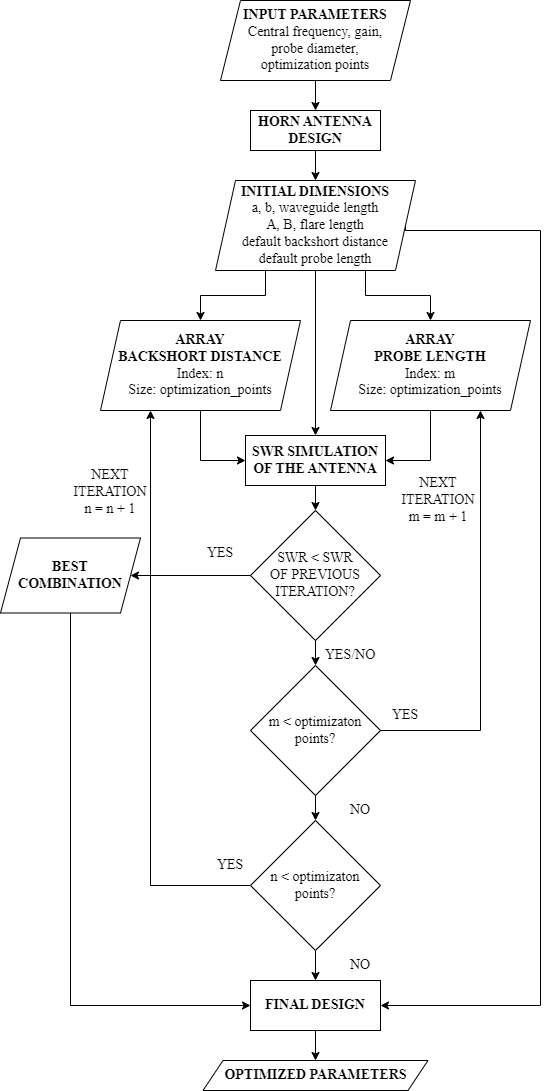 INPUT PARAMETERS
Central frequency, gain,
probe diameter,
optimization points
HORN ANTENNA
DESIGN
INITIAL DIMENSIONS
a, b, waveguide length
A, B, flare length
default backshort distance
default probe length
ARRAY
BACKSHORT DISTANCE
Index: n
Size: optimization_points
ARRAY
PROBE LENGTH
Index: m
Size: optimization_points
SWR SIMULATION
OF THE ANTENNA
NEXT
ITERATION
n = n + 1
NEXT
ITERATION
m = m + 1
SWR < SWR
OF PREVIOUS
ITERATION?
YES
BEST
COMBINATION
YES/NO
m < optimizaton
points?
YES
NO
n < optimizaton
points?
YES
NO
FINAL DESIGN
OPTIMIZED PARAMETERS